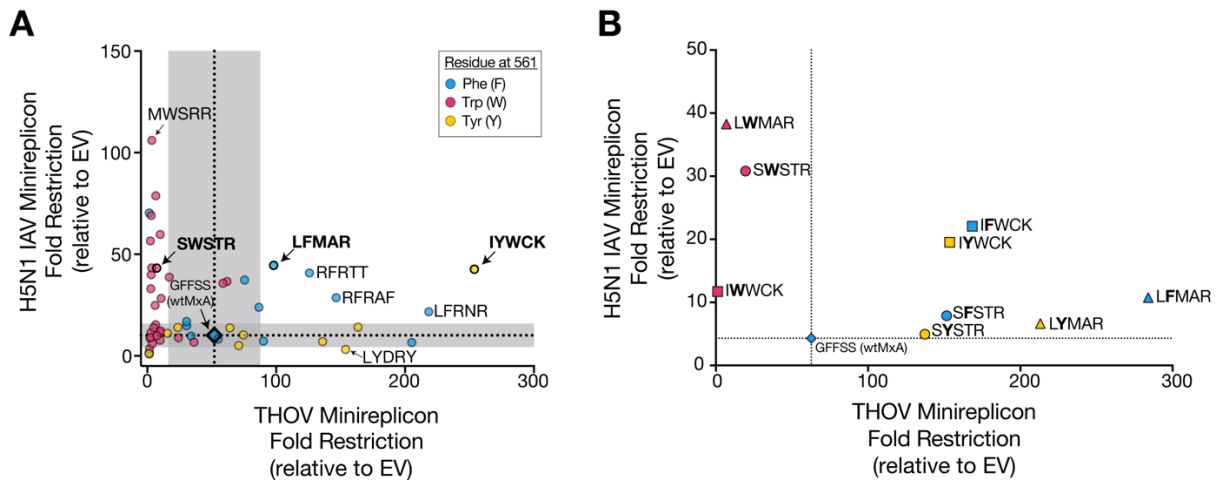 A
H5N1 IAV Minireplicon
Fold Restriction
(relative to EV)
150
100
50
0
0
100
200
300
THOV Minireplicon
Fold Restriction
(relative to EV)
Residue at 561
Phe (F)
Trp (W)
Tyr (Y)
MWSRR
SWSTR
GFFSS
(wtMxA)
LFMAR
IYWCK
RFRTT
RFRAF
LFRNR
LYDRY
B
H5N1 IAV Minireplicon
Fold Restriction
(relative to EV)
50
40
30
20
10
0
0
100
200
300
THOV Minireplicon
Fold Restriction
(relative to EV)
LWMAR
SWSTR
IFWCK
IYWCK
IWWCK
LFMAR
SFSTR
LYMAR
SYSTR
GFFSS (wtMxA)